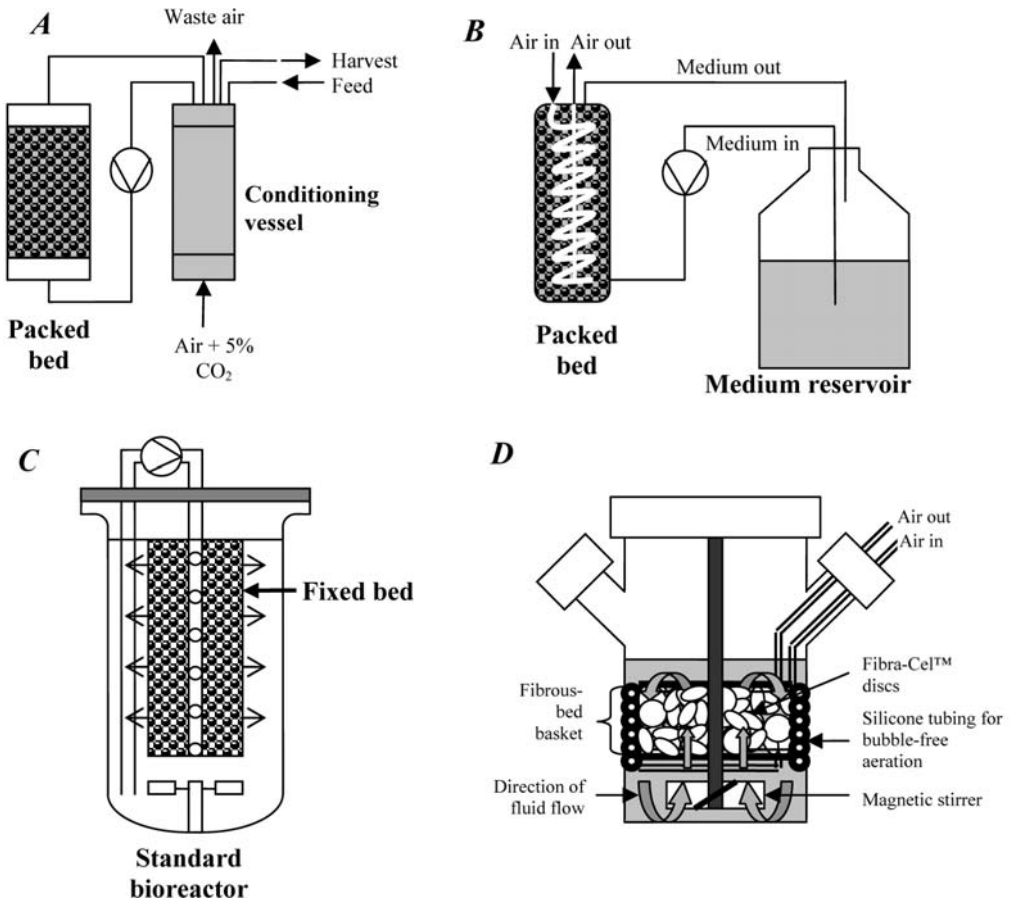 A
Waste air
Harvest
Feed
Conditioning
vessel
Packed
bed
Air + 5%
CO₂
B
Air in
Air out
Medium out
Medium in
Packed
bed
Medium reservoir
C
Fixed bed
Standard
bioreactor
D
Air out
Air in
Fibra-Cel™
discs
Fibrous-
bed
basket
Silicone tubing for
bubble-free
aeration
Direction of
fluid flow
Magnetic stirrer